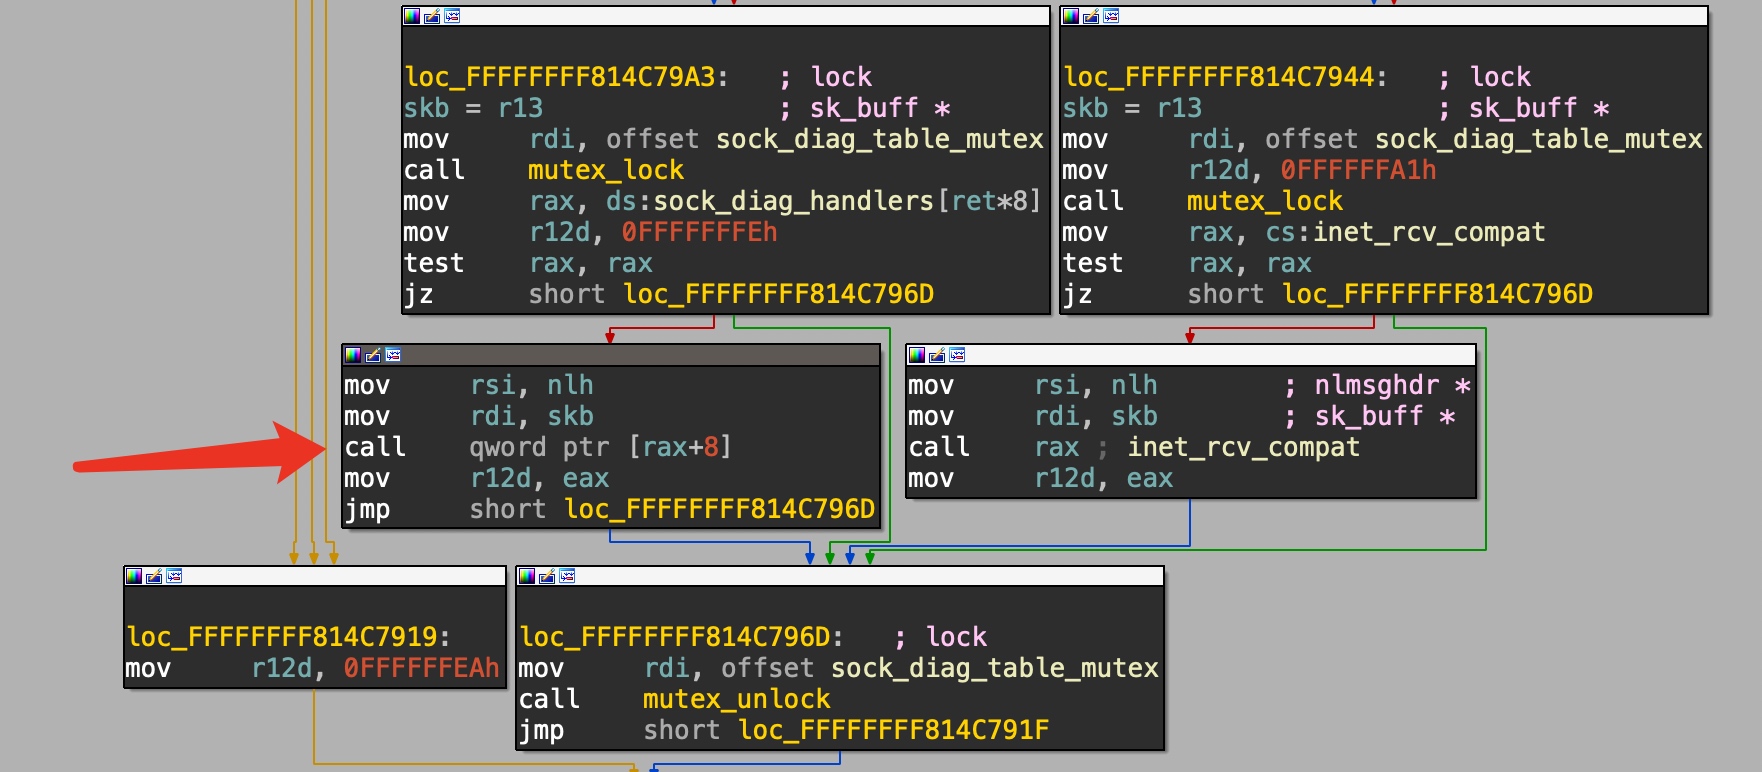 loc_FFFFFFFF814C79A3: ; lock
skb = r13 ; sk_buff *
mov rdi, offset sock_diag_table_mutex
call mutex_lock
mov rax, ds:sock_diag_handlers[ret*8]
mov r12d, 0FFFFFFFEh
test rax, rax
jz short loc_FFFFFFFF814C796D
loc_FFFFFFFF814C7944: ; lock
skb = r13 ; sk_buff *
mov rdi, offset sock_diag_table_mutex
mov r12d, 0FFFFFFA1h
call mutex_lock
mov rax, cs:inet_rcv_compat
test rax, rax
jz short loc_FFFFFFFF814C796D
mov rsi, nlh
mov rdi, skb
call qword ptr [rax+8]
mov r12d, eax
jmp short loc_FFFFFFFF814C796D
mov rsi, nlh ; nlmsghdr *
mov rdi, skb ; sk_buff *
call rax ; inet_rcv_compat
mov r12d, eax
loc_FFFFFFFF814C7919:
mov r12d, 0FFFFFFEAh
loc_FFFFFFFF814C796D: ; lock
mov rdi, offset sock_diag_table_mutex
call mutex_unlock
jmp short loc_FFFFFFFF814C791F